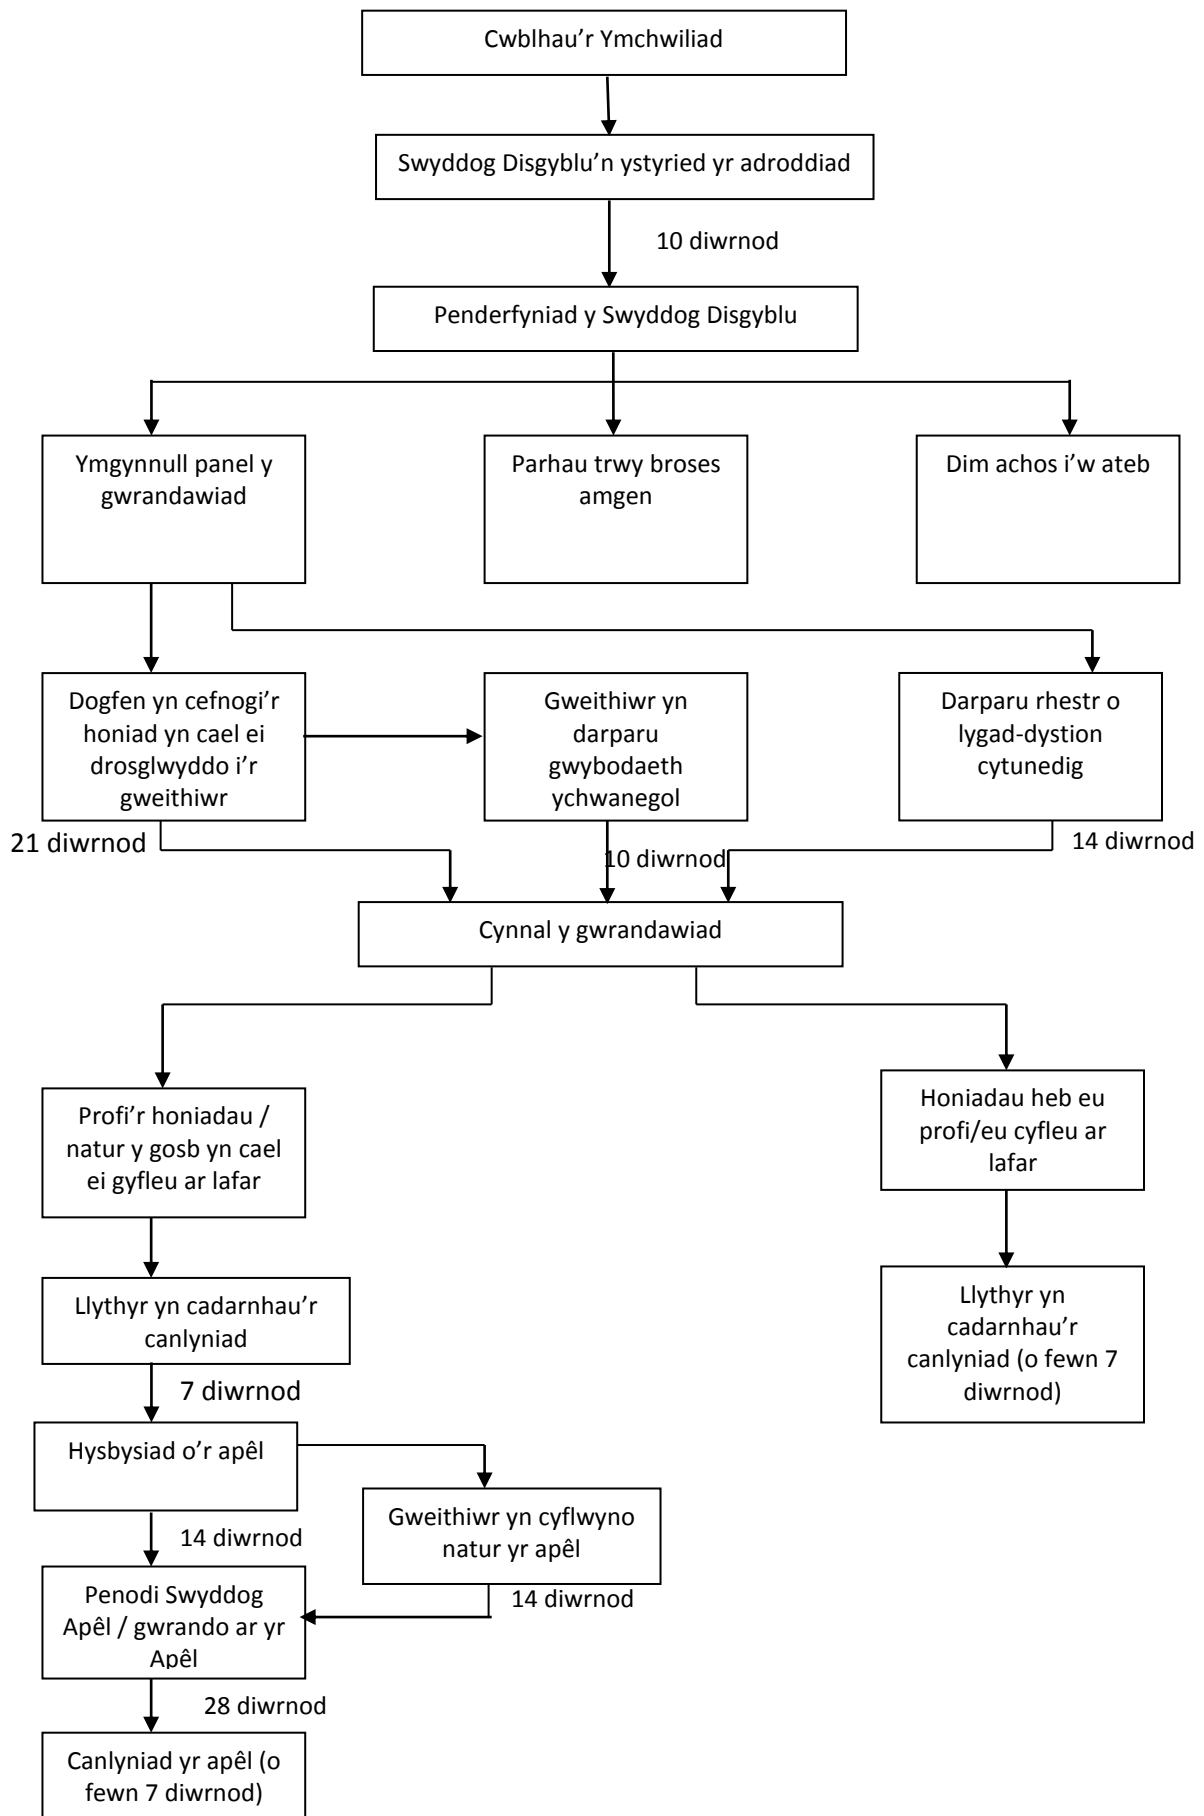 Cwblhau’r Ymchwiliad
Swyddog Disgyblu’n ystyried yr adroddiad
10 diwrnod
Penderfyniad y Swyddog Disgyblu
Ymgynnull panel y
gwrandawiad
Parhau trwy broses
amgen
Dim achos i’w ateb
Dogfen yn cefnogi’r
honiad yn cael ei
drosglwyddo i’r
gweithiwr
Gweithiwr yn
darparu
gwybodaeth
ychwanegol
Darparu rhestr o
lygad-dystion
cytunedig
21 diwrnod
10 diwrnod
14 diwrnod
Cynnal y gwrandawiad
Profi’r honiadau /
natur y gosb yn cael
ei gyfleu ar lafar
Honiadau heb eu
profi/eu cyfleu ar
lafar
Llythyr yn cadarnhau’r
canlyniad
Llythyr yn
cadarnhau’r
canlyniad (o fewn 7
diwrnod)
7 diwrnod
Hysbysiad o’r apêl
Gweithiwr yn cyflwyno
natur yr apêl
14 diwrnod
14 diwrnod
Penodi Swyddog
Apêl / gwrando ar yr
Apêl
28 diwrnod
Canlyniad yr apêl (o
fewn 7 diwrnod)